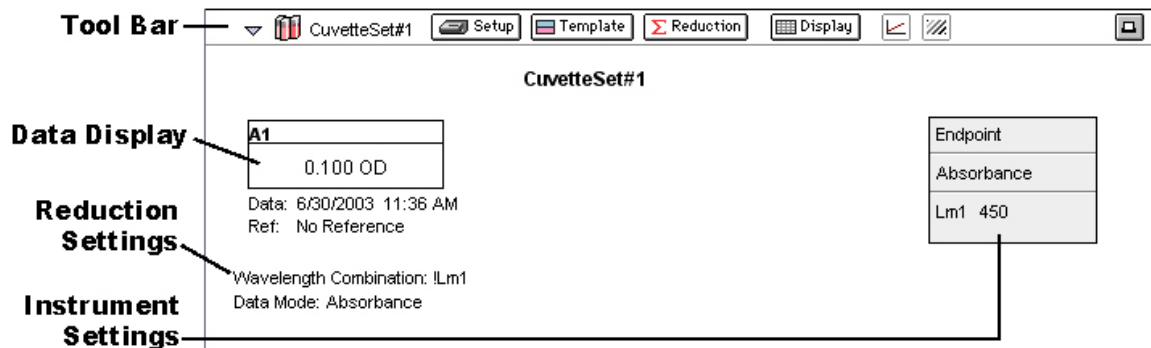 Tool Bar
CuvetteSet#1 Setup Template Reduction Display
CuvetteSet#1
Data Display
A1
0.100 OD
Data: 6/30/2003 11:36 AM
Ref: No Reference
Endpoint
Absorbance
Lm1 450
Reduction
Settings
Wavelength Combination: !Lm1
Data Mode: Absorbance
Instrument
Settings